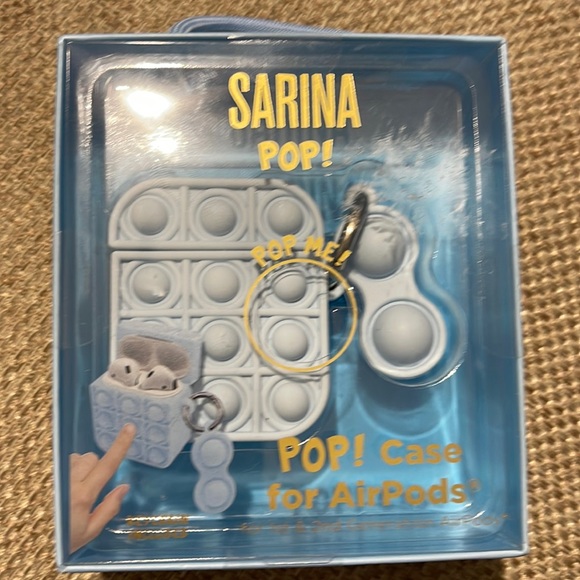 SARINA
POP!
POP ME!
POP! Case
for AirPods®